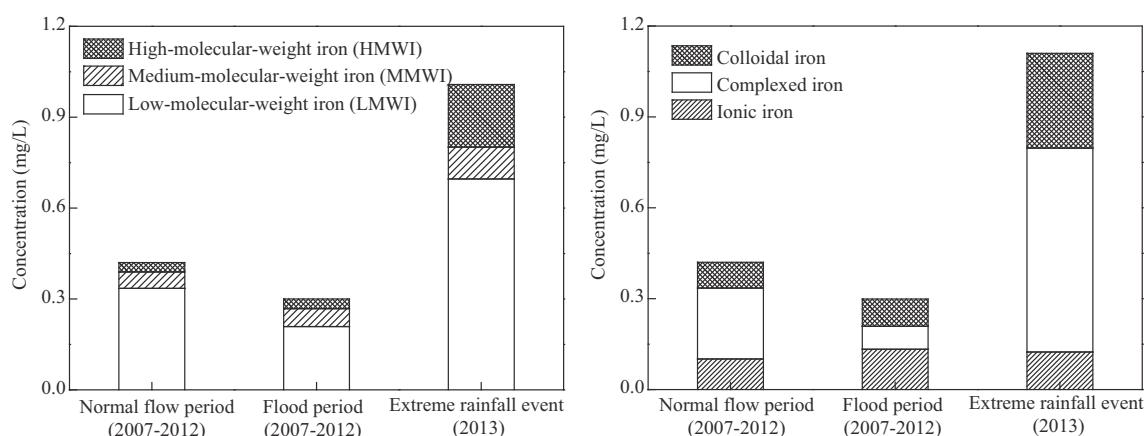 1.2
0.9
0.6
0.3
0.0
Concentration (mg/L)
High-molecular-weight iron (HMWI)
Medium-molecular-weight iron (MMWI)
Low-molecular-weight iron (LMWI)
Normal flow period
(2007-2012)
Flood period
(2007-2012)
Extreme rainfall event
(2013)
1.2
0.9
0.6
0.3
0.0
Concentration (mg/L)
Colloidal iron
Complexed iron
Ionic iron
Normal flow period
(2007-2012)
Flood period
(2007-2012)
Extreme rainfall event
(2013)